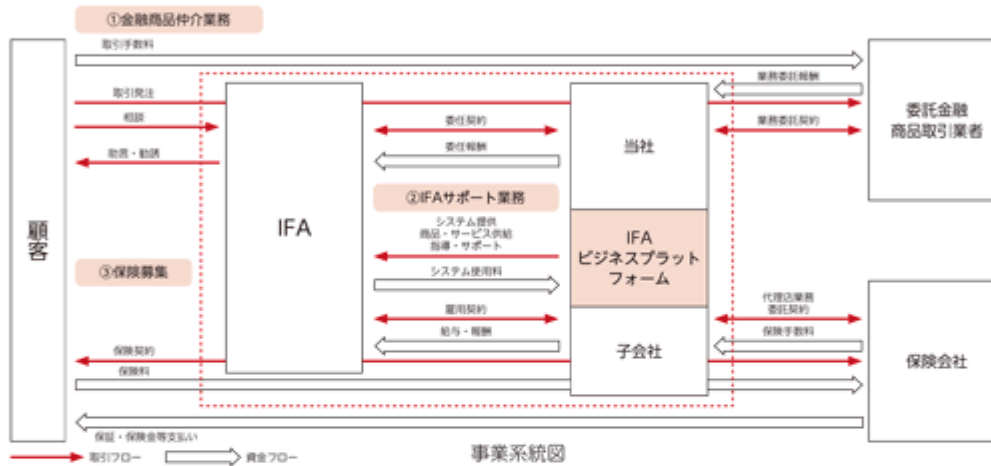 ①金融商品仲介業務
取引手数料
業務委託報酬
取引発注
相談
助言・勧誘
委任契約
委任報酬
業務委託契約
委託金融
商品取引業者
当社
顧客
IFA
②IFAサポート業務
システム提供
商品・サービス供給
指導・サポート
システム使用料
IFA
ビジネスプラット
フォーム
③保険募集
雇用契約
給与・報酬
代理店業務
委託契約
保険手数料
子会社
保険会社
保険契約
保険料
保証・保険金等支払い
取引フロー
資金フロー
事業系統図